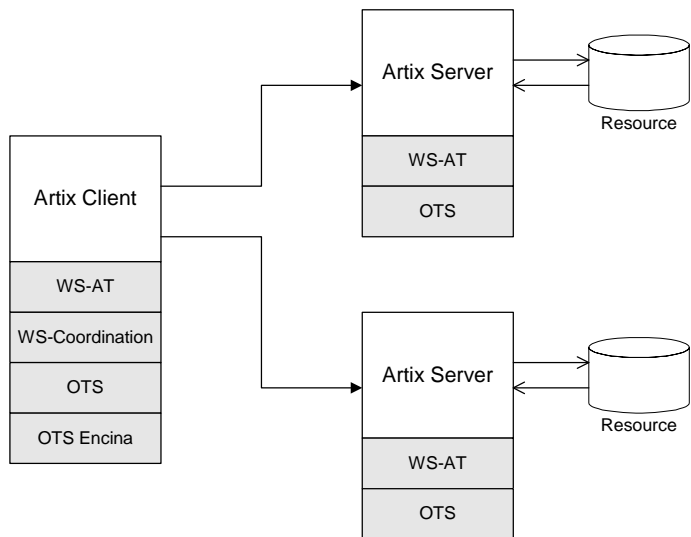 Artix Server
Resource
WS-AT
OTS
Artix Client
WS-AT
WS-Coordination
OTS
OTS Encina
Artix Server
Resource
WS-AT
OTS